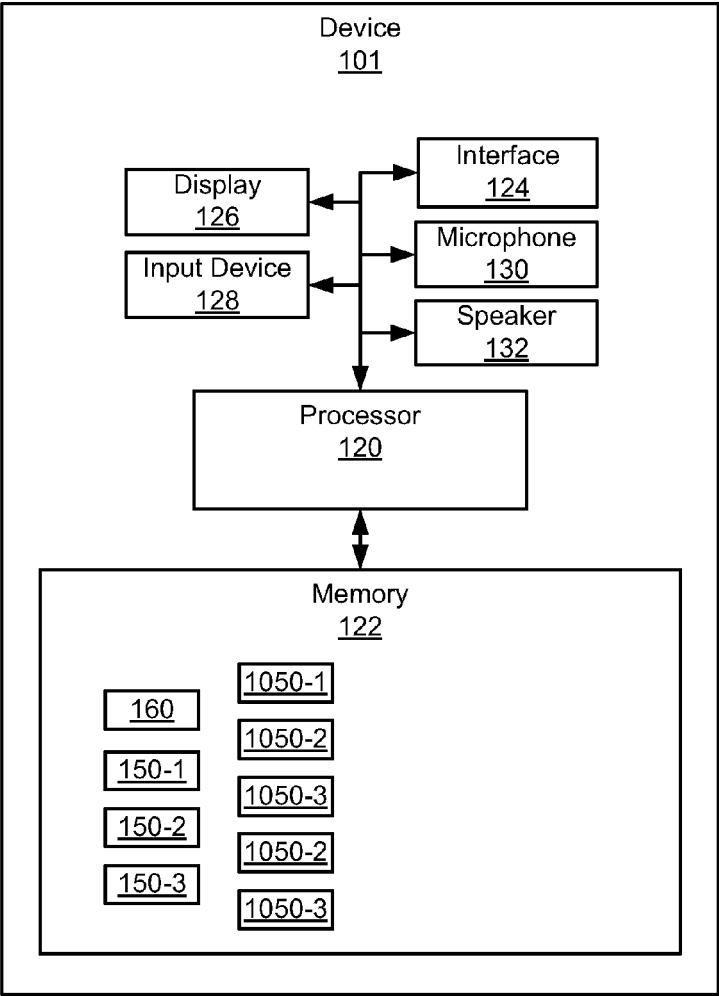 Device
101
Interface
124
Display
126
Microphone
130
Input Device
128
Speaker
132
Processor
120
Memory
122
160
150-1
150-2
150-3
1050-1
1050-2
1050-3
1050-2
1050-3